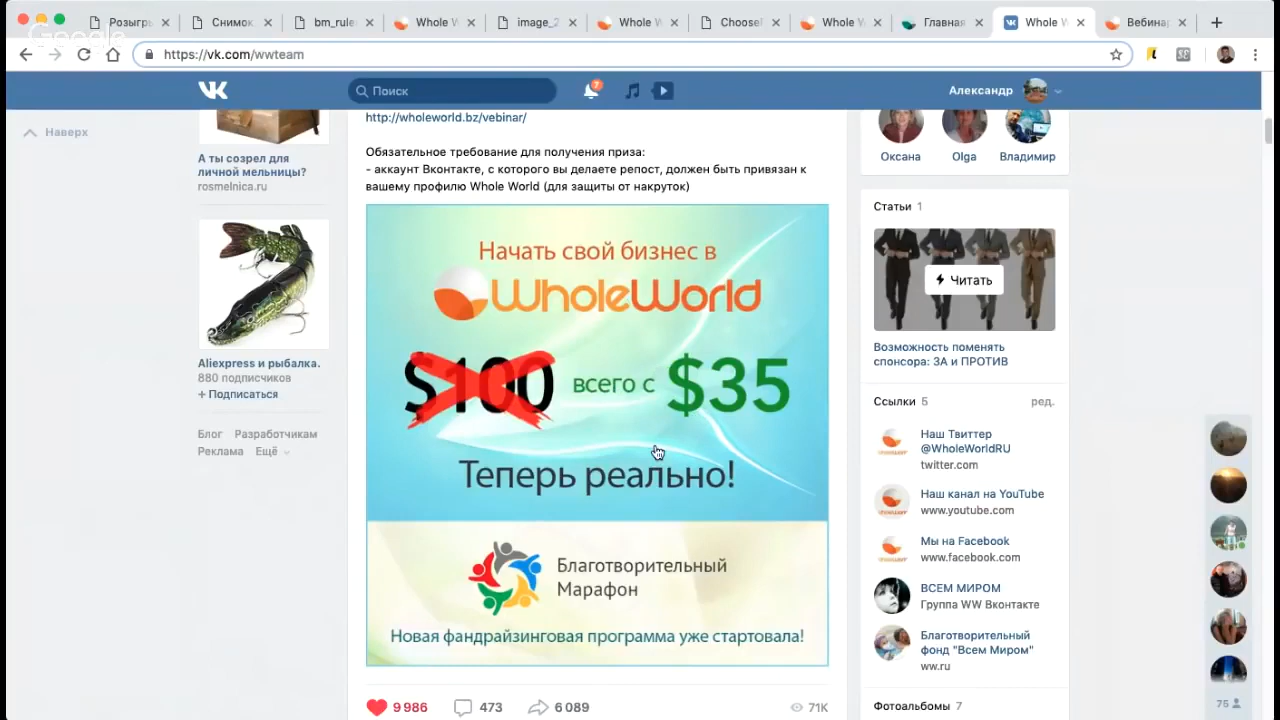 Розыгры
Снимок
bm_rule
Whole W
image_2
Whole W
Choose
Whole W
Главная
Whole W
Вебина
Google
https://vk.com/wwteam
Поиск
7
Александр
Наверх
А ты созрел для
личной мельницы?
rosmelnica.ru
Aliexpress и рыбалка.
880 подписчиков
+ Подписаться
Блог Разработчикам
Реклама Ещё
http://wholeworld.bz/vebinar/
Обязательное требование для получения приза:
- аккаунт Вконтакте, с которого вы делаете репост, должен быть привязан к
вашему профилю Whole World (для защиты от накруток)
Начать свой бизнес в
WholeWorld
$100 всего с $35
Теперь реально!
Благотворительный
Марафон
Новая фандрайзинговая программа уже стартовала!
9 986
473
6 089
71K
Оксана
Olga
Владимир
Статьи 1
Читать
Возможность поменять
спонсора: ЗА и ПРОТИВ
Ссылки 5
ред.
Наш Твиттер
@WholeWorldRU
twitter.com
Наш канал на YouTube
www.youtube.com
Мы на Facebook
www.facebook.com
ВСЕМ МИРОМ
Группа WW Вконтакте
Благотворительный
фонд "Всем Миром"
ww.ru
Фотоальбомы 7
75